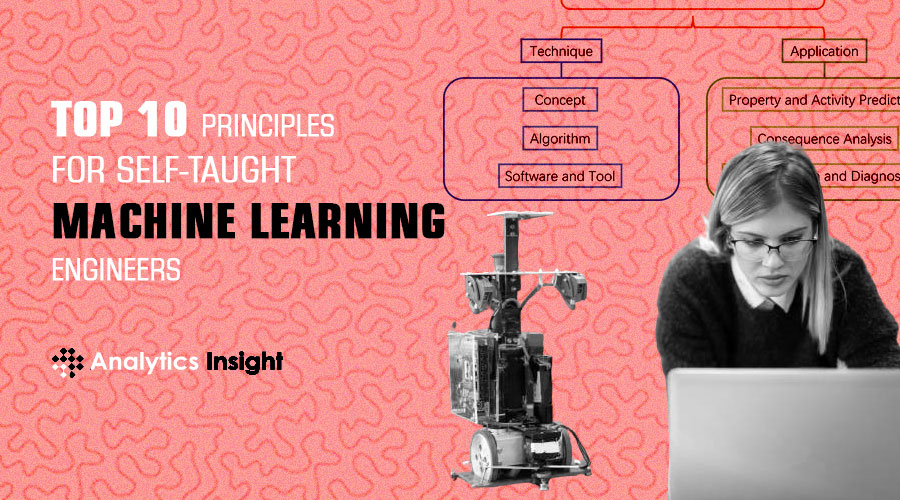 TOP 10 PRINCIPLES
FOR SELF-TAUGHT
MACHINE LEARNING
ENGINEERS
Analytics Insight
Technique
Concept
Algorithm
Software and Tool
Application
Property and Activity Predict
Consequence Analysis
and Diagnos